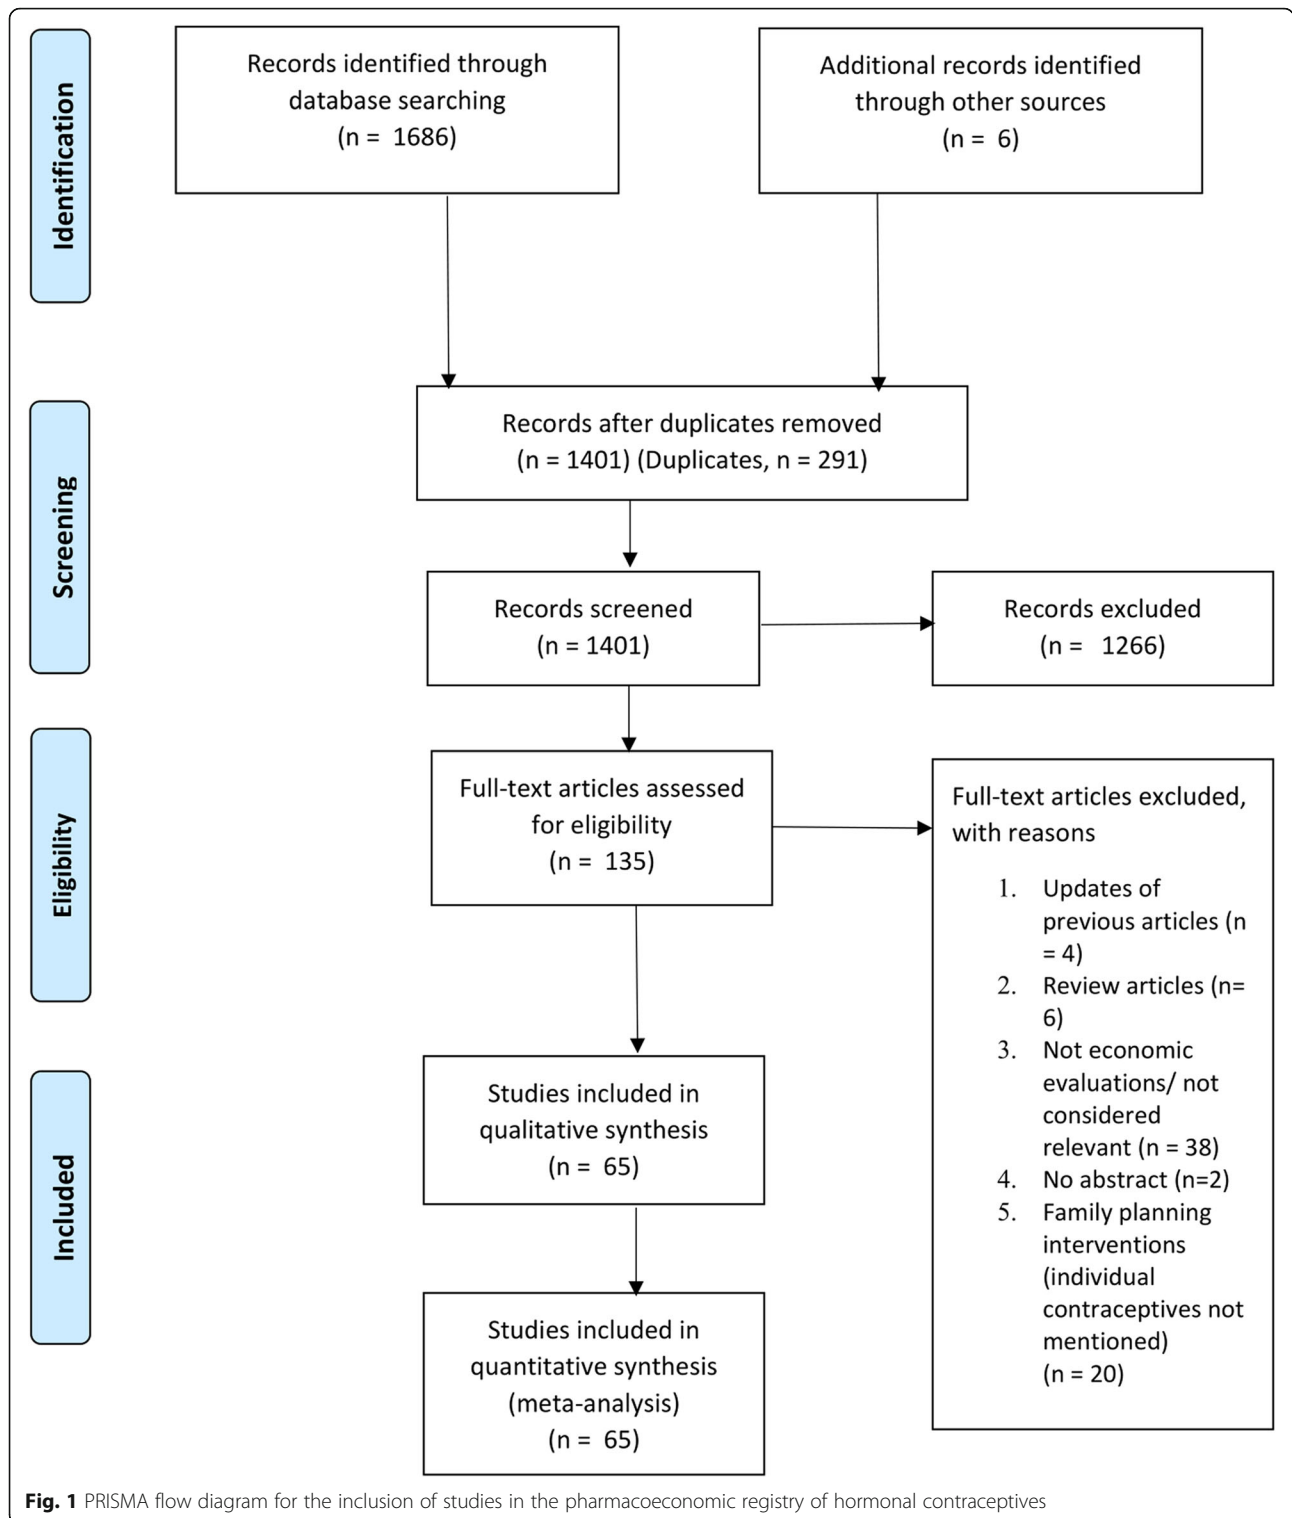 Identification
Records identified through
database searching
(n = 1686)
Additional records identified
through other sources
(n = 6)
Records after duplicates removed
(n = 1401) (Duplicates, n = 291)
Screening
Records screened
(n = 1401)
Records excluded
(n = 1266)
Eligibility
Full-text articles assessed
for eligibility
(n = 135)
Full-text articles excluded,
with reasons
1. Updates of
previous articles (n
= 4)
2. Review articles (n=
6)
3. Not economic
evaluations/ not
considered
relevant (n = 38)
4. No abstract (n=2)
5. Family planning
interventions
(individual
contraceptives not
mentioned)
(n = 20)
Included
Studies included in
qualitative synthesis
(n = 65)
Studies included in
quantitative synthesis
(meta-analysis)
(n = 65)
Fig. 1 PRISMA flow diagram for the inclusion of studies in the pharmacoeconomic registry of hormonal contraceptives